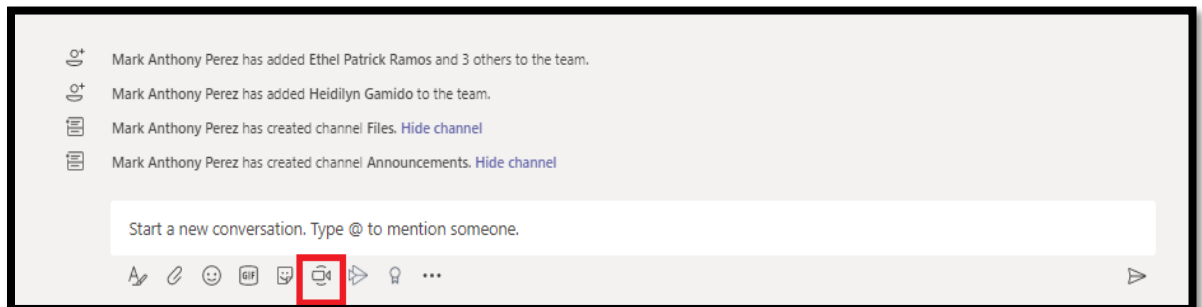 Mark Anthony Perez has added Ethel Patrick Ramos and 3 others to the team.
Mark Anthony Perez has added Heidilyn Gamido to the team.
Mark Anthony Perez has created channel Files. Hide channel
Mark Anthony Perez has created channel Announcements. Hide channel
Start a new conversation. Type @ to mention someone.
GIF